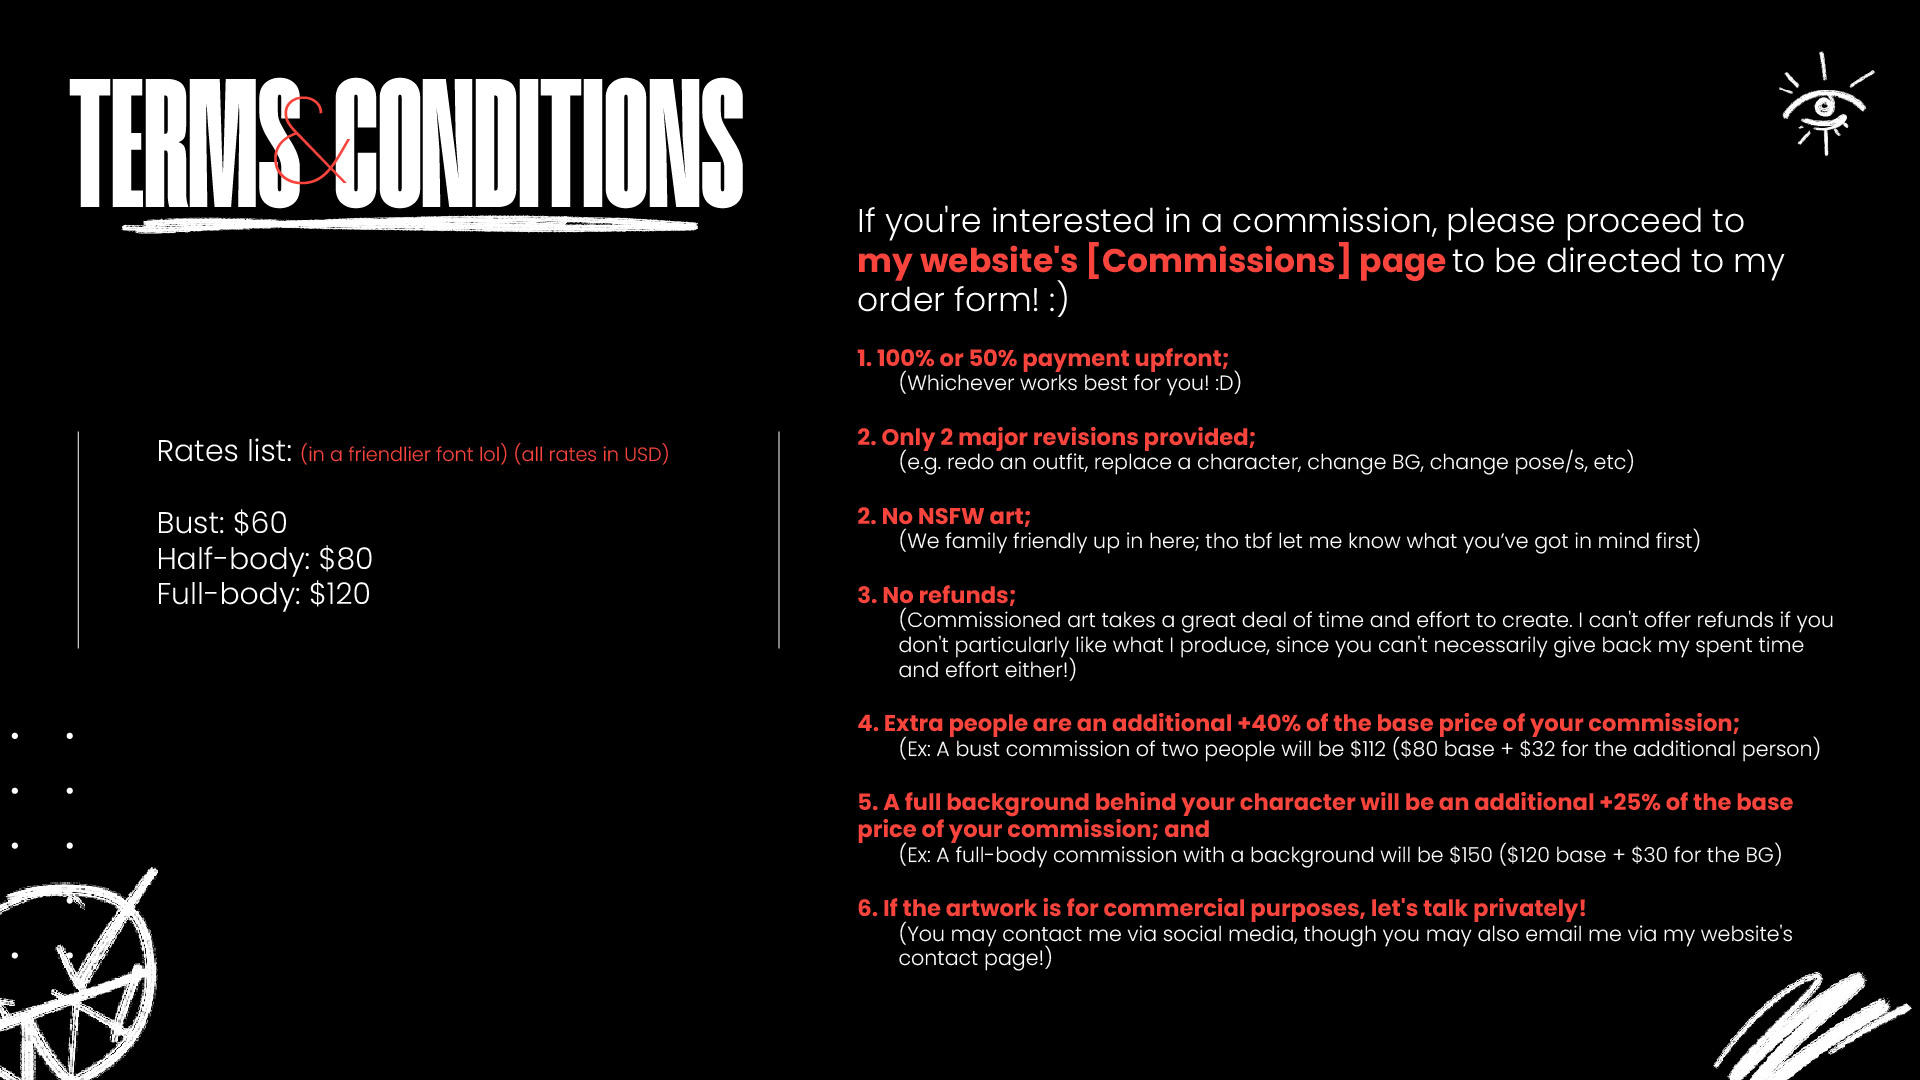 TERMS & CONDITIONS
Rates list: (in a friendlier font lol) (all rates in USD)
Bust: $60
Half-body: $80
Full-body: $120
If you're interested in a commission, please proceed to
my website's [Commissions] page to be directed to my
order form! :)
1. 100% or 50% payment upfront;
(Whichever works best for you! :D)
2. Only 2 major revisions provided;
(e.g. redo an outfit, replace a character, change BG, change pose/s, etc)
2. No NSFW art;
(We family friendly up in here; tho tbf let me know what you’ve got in mind first)
3. No refunds;
(Commissioned art takes a great deal of time and effort to create. I can't offer refunds if you
don't particularly like what I produce, since you can't necessarily give back my spent time
and effort either!)
4. Extra people are an additional +40% of the base price of your commission;
(Ex: A bust commission of two people will be $112 ($80 base + $32 for the additional person)
5. A full background behind your character will be an additional +25% of the base
price of your commission; and
(Ex: A full-body commission with a background will be $150 ($120 base + $30 for the BG)
6. If the artwork is for commercial purposes, let's talk privately!
(You may contact me via social media, though you may also email me via my website's
contact page!)